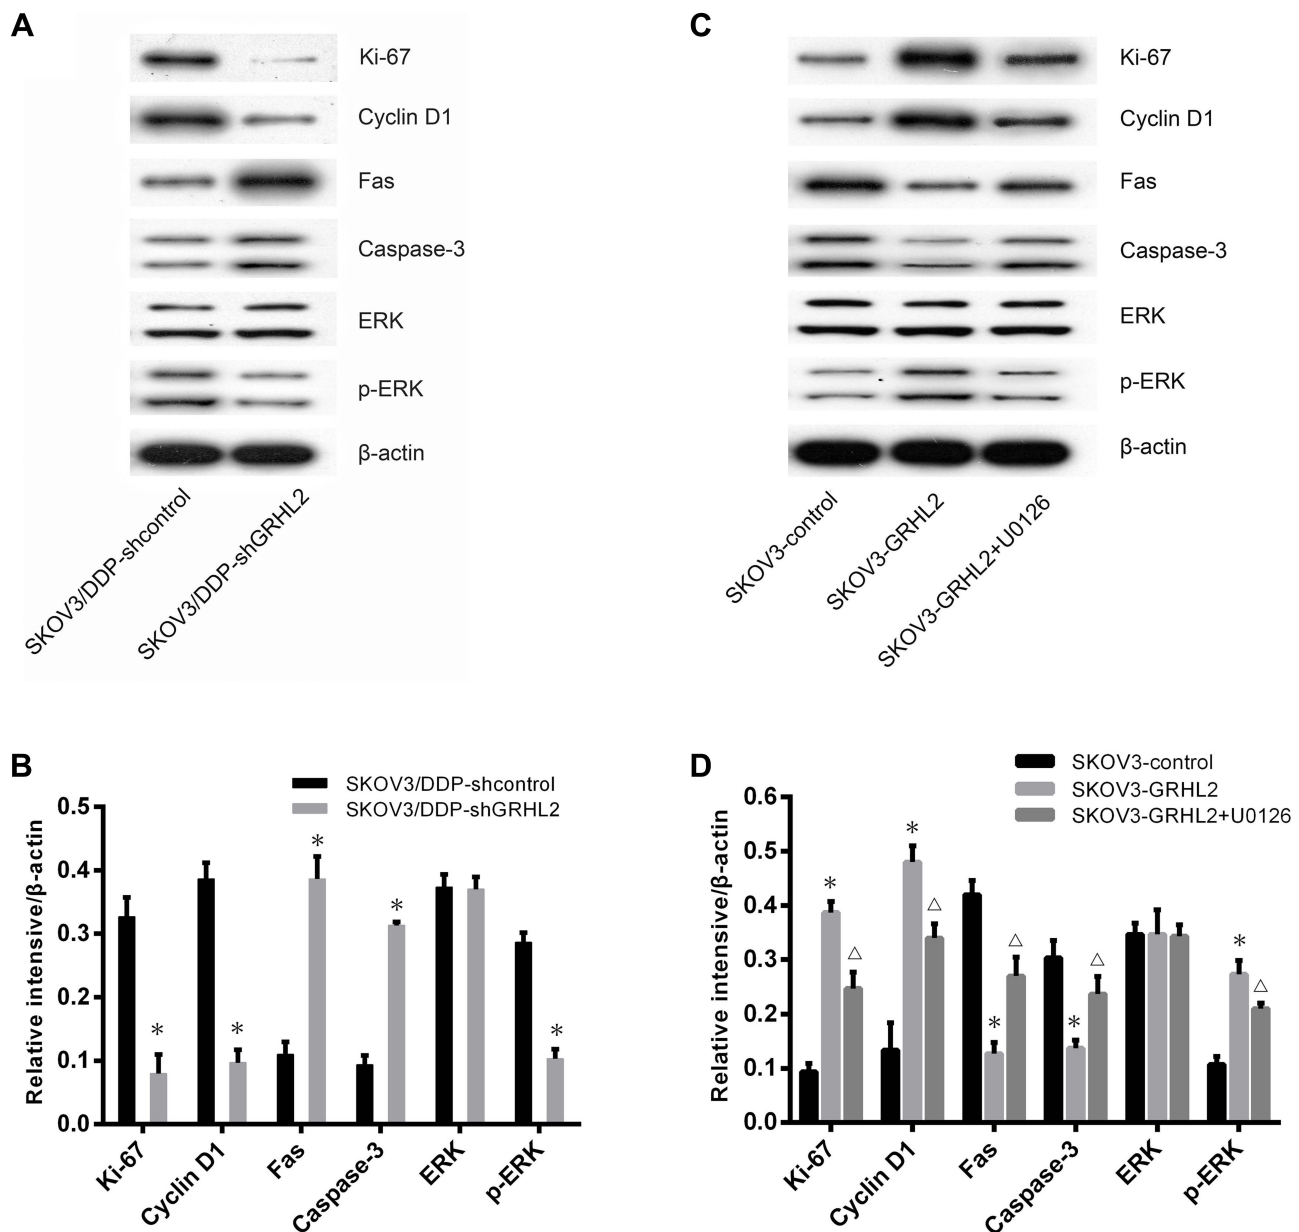 A
Ki-67
Cyclin D1
Fas
Caspase-3
ERK
p-ERK
β-actin
SKOV3/DDP-shcontrol
SKOV3/DDP-shGRHL2
C
Ki-67
Cyclin D1
Fas
Caspase-3
ERK
p-ERK
β-actin
SKOV3-control
SKOV3-GRHL2
SKOV3-GRHL2+U0126
B
SKOV3/DDP-shcontrol
SKOV3/DDP-shGRHL2
Relative intensive/β-actin
0.5
0.4
0.3
0.2
0.1
0.0
*
*
*
*
*
Ki-67
Cyclin D1
Fas
Caspase-3
ERK
p-ERK
D
SKOV3-control
SKOV3-GRHL2
SKOV3-GRHL2+U0126
Relative intensive/β-actin
0.6
0.5
0.4
0.3
0.2
0.1
0.0
*
△
*
△
*
△
*
△
*
△
Ki-67
Cyclin D1
Fas
Caspase-3
ERK
p-ERK